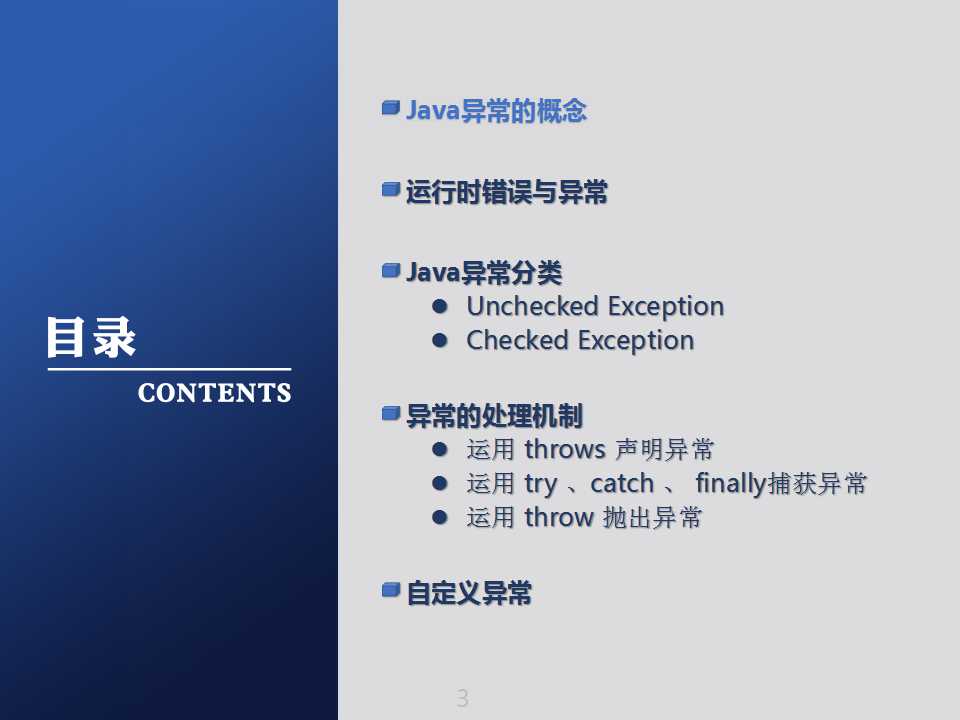 目录
CONTENTS
Java异常的概念
运行时错误与异常
Java异常分类
Unchecked Exception
Checked Exception
异常的处理机制
运用 throws 声明异常
运用 try 、catch 、 finally捕获异常
运用 throw 抛出异常
自定义异常
3